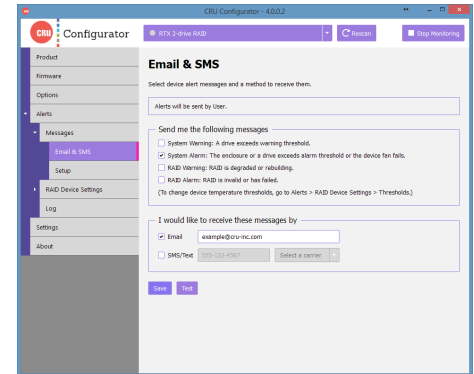 CRU Configurator - 4.0.0.2
CRU Configurator
RTX 2-drive RAID
Rescan
Stop Monitoring
Product
Firmware
Options
Alerts
Messages
Email & SMS
Setup
RAID Device Settings
Log
Settings
About
Email & SMS
Select device alert messages and a method to receive them.
Alerts will be sent by User.
Send me the following messages
System Warning: A drive exceeds warning threshold.
System Alarm: The enclosure or a drive exceeds alarm threshold or the device fan fails.
RAID Warning: RAID is degraded or rebuilding.
RAID Alarm: RAID is invalid or has failed.
(To change device temperature thresholds, go to Alerts > RAID Device Settings > Thresholds.)
I would like to receive these messages by
Email
example@cru-inc.com
SMS/Text
555-123-4567
Select a carrier
Save
Test